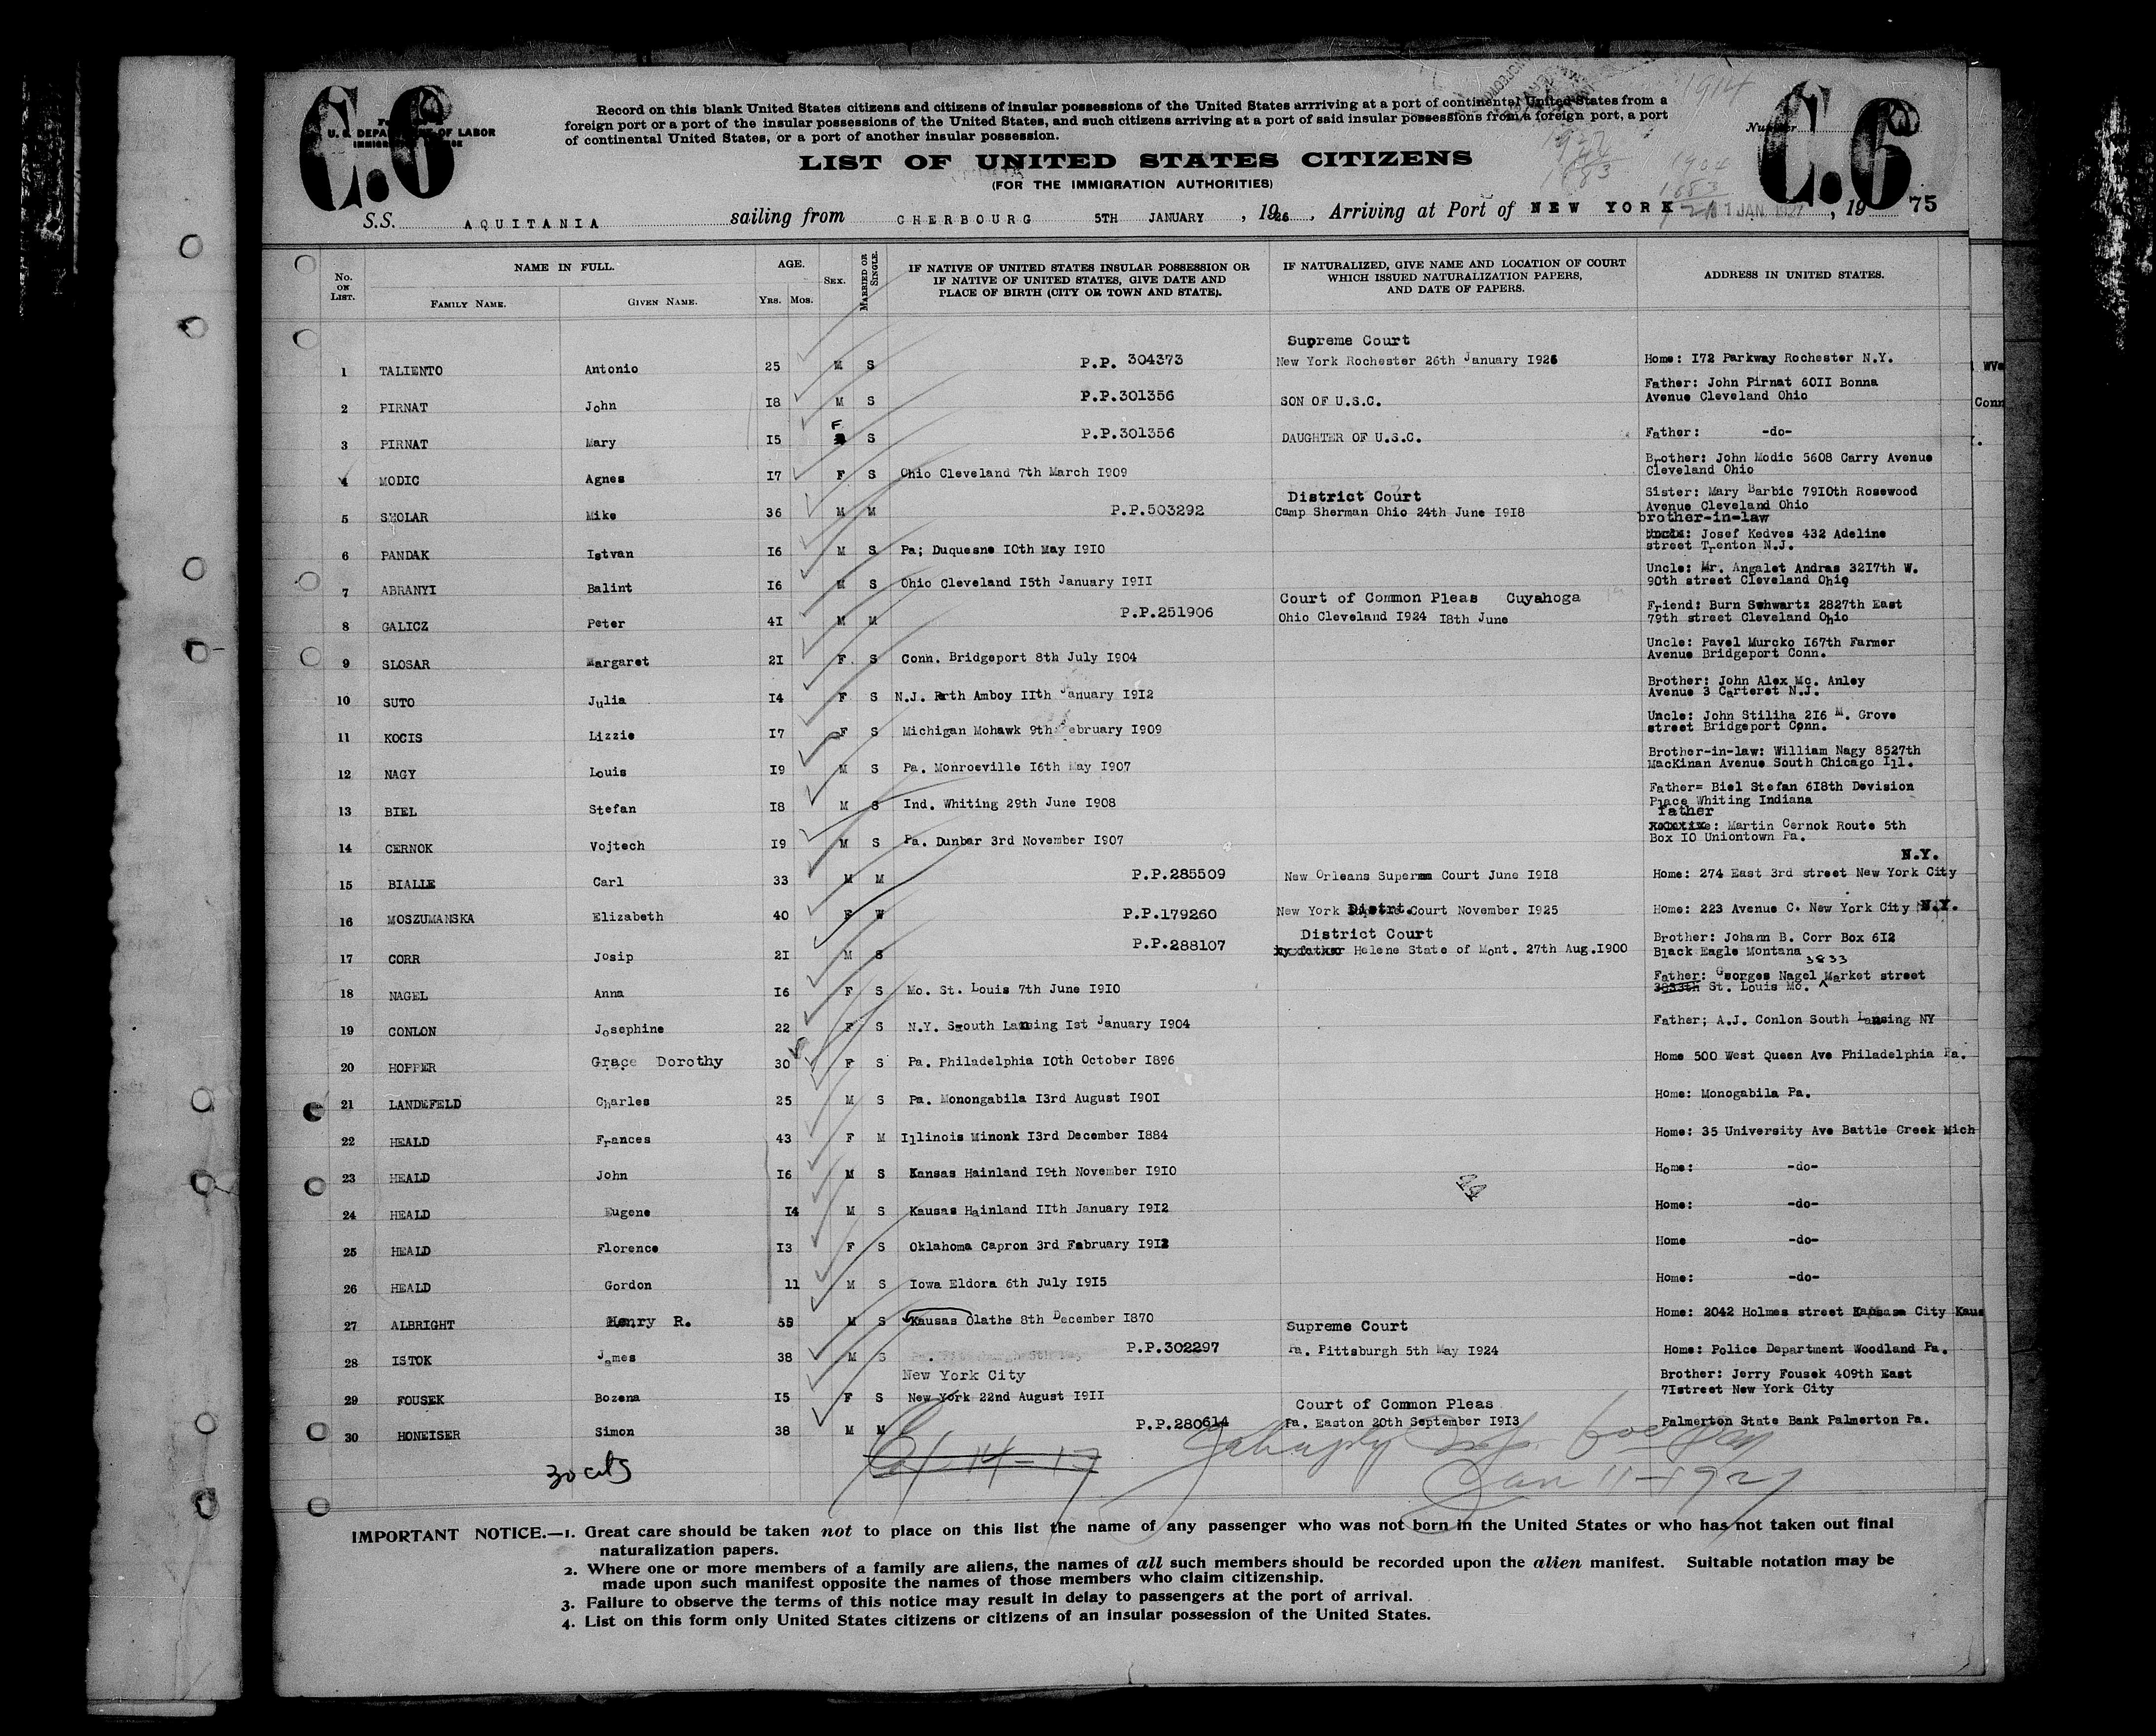 C.6
C.6
1914
U. S. DEPARTMENT OF LABOR
Record on this blank United States citizens and citizens of insular possessions of the United States arrriving at a port of continental United States from a
foreign port or a port of the insular possessions of the United States, and such citizens arriving at a port of said insular possessions from a foreign port, a port
of continental United States, or a port of another insular possession.
Number
LIST OF UNITED STATES CITIZENS
(FOR THE IMMIGRATION AUTHORITIES)
S.S. AQUITANIA sailing from CHERBOURG 5TH JANUARY, 1926, Arriving at Port of NEW YORK 11 JAN. 1927, 19 75
No. ON LIST. NAME IN FULL. FAMILY NAME. GIVEN NAME. AGE. YRS. MOS. SEX. MARRIED OR SINGLE. IF NATIVE OF UNITED STATES INSULAR POSSESSION OR IF NATIVE OF UNITED STATES, GIVE DATE AND PLACE OF BIRTH (CITY OR TOWN AND STATE). IF NATURALIZED, GIVE NAME AND LOCATION OF COURT WHICH ISSUED NATURALIZATION PAPERS, AND DATE OF PAPERS. ADDRESS IN UNITED STATES.
Supreme Court
1 TALIENTO Antonio 25 M S P.P. 304373 New York Rochester 26th January 1926 Home: 172 Parkway Rochester N.Y.
Father: John Pirnat 6011 Bonna
2 PIRNAT John 18 M S P.P.301356 SON OF U.S.C. Avenue Cleveland Ohio
3 PIRNAT Mary 15 F S P.P.301356 DAUGHTER OF U.S.C. Father: -do-
Brother: John Modic 5608 Carry Avenue
4 MODIC Agnes 17 F S Ohio Cleveland 7th March 1909 Cleveland Ohio
District Court Sister: Mary Barbic 7910th Rosewood
5 SMOLAR Mike 36 M M P.P.503292 Camp Sherman Ohio 24th June 1918 Avenue Cleveland Ohio
brother-in-law
Uncle: Josef Kedves 432 Adeline
6 PANDAK Istvan 16 M S Pa; Duquesne 10th May 1910 street Trenton N.J.
Uncle: Mr. Angalet Andras 3217th W.
7 ABRANYI Balint 16 M S Ohio Cleveland 15th January 1911 90th street Cleveland Ohio
Court of Common Pleas Cuyahoga Friend: Burn Schwartz 2827th East
8 GALICZ Peter 41 M M P.P.251906 Ohio Cleveland 1924 18th June 79th street Cleveland Ohio
Uncle: Pavel Murcko 167th Farmer
9 SLOSAR Margaret 21 F S Conn. Bridgeport 8th July 1904 Avenue Bridgeport Conn.
Brother: John Alex Mc. Anley
10 SUTO Julia 14 F S N.J. Perth Amboy 11th January 1912 Avenue 3 Carteret N.J.
Uncle: John Stiliha 216 M. Grove
11 KOCIS Lizzie 17 F S Michigan Mohawk 9th February 1909 street Bridgeport Conn.
Brother-in-law: William Nagy 8527th
12 NAGY Louis 19 M S Pa. Monroeville 16th May 1907 MacKinan Avenue South Chicago Ill.
Father= Biel Stefan 618th Devision
13 BIEL Stefan 18 M S Ind. Whiting 29th June 1908 Place Whiting Indiana
father
Relative: Martin Cernok Route 5th
14 CERNOK Vojtech 19 M S Pa. Dunbar 3rd November 1907 Box 10 Uniontown Pa.
N.Y.
15 BIALLE Carl 33 M M P.P.285509 New Orleans Superem Court June 1918 Home: 274 East 3rd street New York City
16 MOSZUMANSKA Elizabeth 40 F W P.P.179260 New York Distrt. Court November 1925 Home: 223 Avenue C. New York City N.Y.
District Court Brother: Johann B. Corr Box 612
17 CORR Josip 21 M S P.P.288107 by father Helene State of Mont. 27th Aug.1900 Black Eagle Montana
3833
Father: Georges Nagel Market street
18 NAGEL Anna 16 F S Mo. St. Louis 7th June 1910 3833th St. Louis Mo.
19 CONLON Josephine 22 F S N.Y. Ssouth Lansing 1st January 1904 Father; A.J. Conlon South Lansing NY
20 HOPPER Grace Dorothy 30 F S Pa. Philadelphia 10th October 1896 Home 500 West Queen Ave Philadelphia Pa.
21 LANDEFELD Charles 25 M S Pa. Monongabila 13rd August 1901 Home: Monogabila Pa.
22 HEALD Frances 43 F M Illinois Minonk 13rd December 1884 Home: 35 University Ave Battle Creek Mich
23 HEALD John 16 M S Kansas Hainland 19th November 1910 Home: -do-
24 HEALD Eugene 14 M S Kausas Hainland 11th January 1912 Home: -do-
25 HEALD Florence 13 F S Oklahoma Capron 3rd February 1913 Home -do-
26 HEALD Gordon 11 M S Iowa Eldora 6th July 1915 Home: -do-
27 ALBRIGHT Henry R. 55 M S Kausas Olathe 8th December 1870 Home: 2042 Holmes street Kansas City Kaus
Supreme Court
28 ISTOK James 38 M S P.P.302297 Pa. Pittsburgh 5th May 1924 Home: Police Department Woodland Pa.
New York City Brother: Jerry Fousek 409th East
29 FOUSEK Bozena 15 F S New York 22nd August 1911 71street New York City
Court of Common Pleas
30 HONEISER Simon 38 M M P.P.280614 Pa. Easton 20th September 1913 Palmerton State Bank Palmerton Pa.
44
30 cits
Jan 11-1927
IMPORTANT NOTICE.—1. Great care should be taken not to place on this list the name of any passenger who was not born in the United States or who has not taken out final
naturalization papers.
2. Where one or more members of a family are aliens, the names of all such members should be recorded upon the alien manifest. Suitable notation may be
made upon such manifest opposite the names of those members who claim citizenship.
3. Failure to observe the terms of this notice may result in delay to passengers at the port of arrival.
4. List on this form only United States citizens or citizens of an insular possession of the United States.